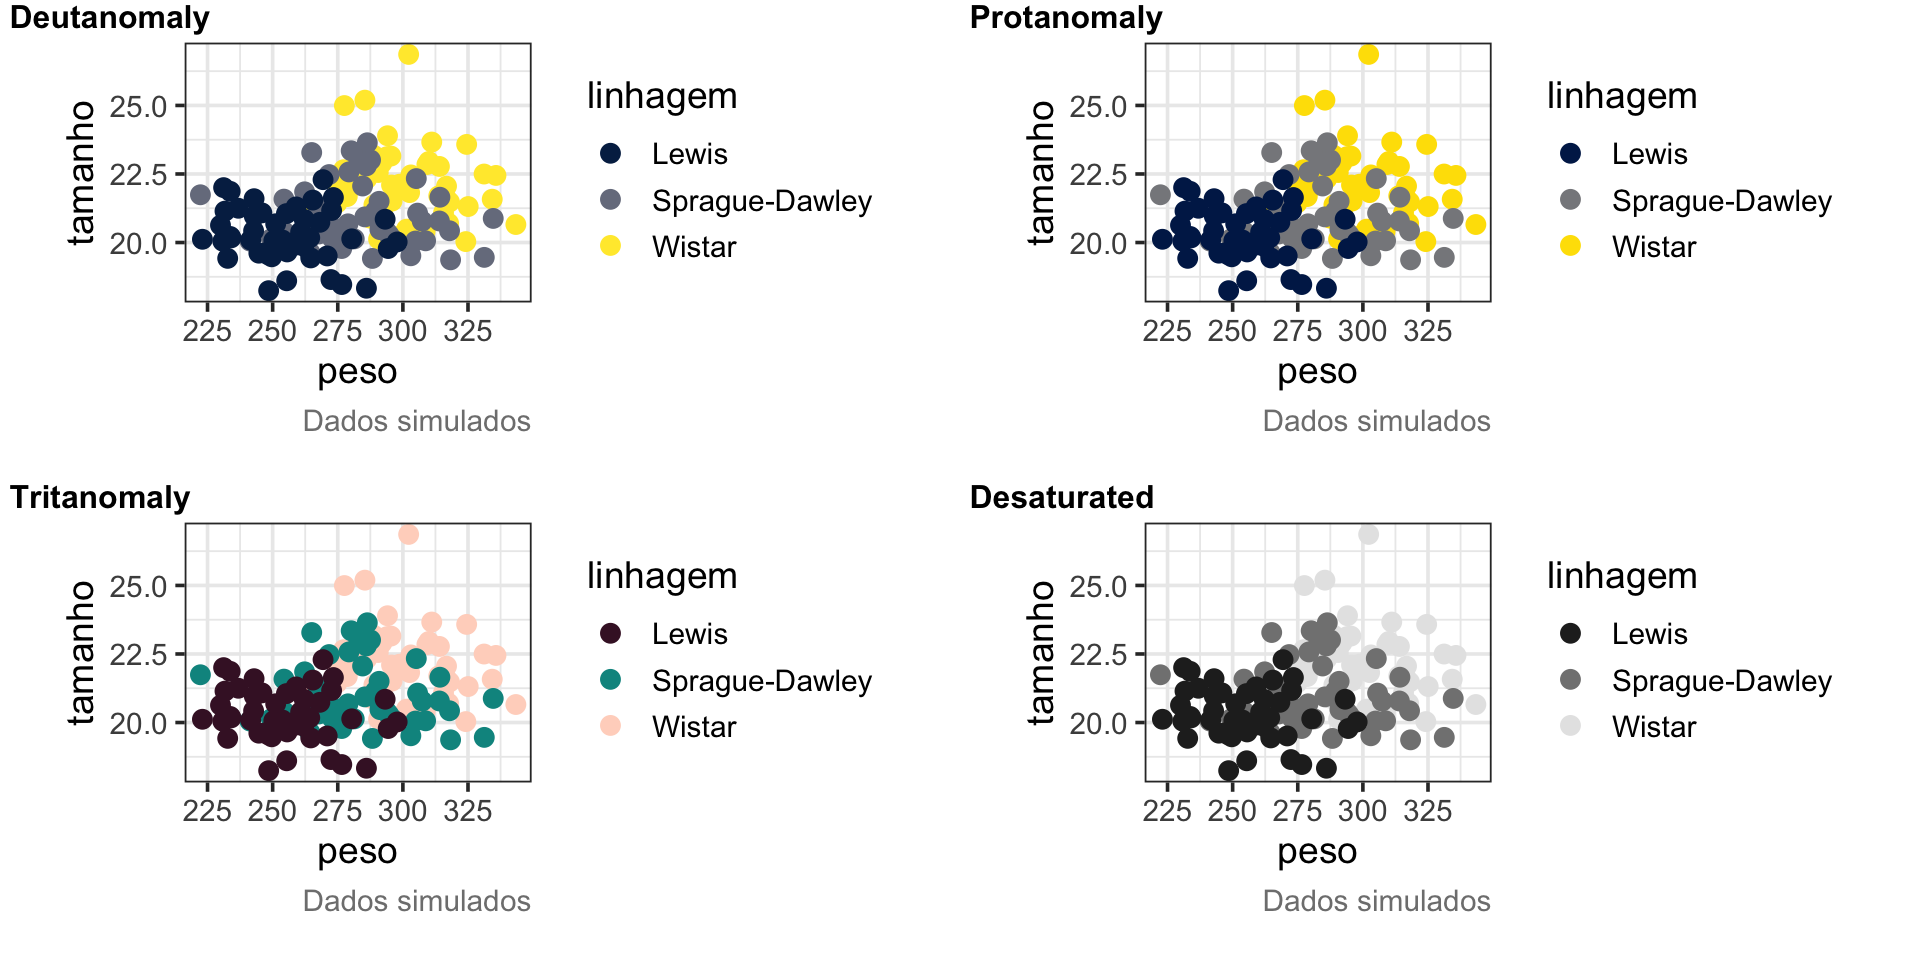 Deutanomaly
tamanho
25.0
22.5
20.0
225 250 275 300 325
peso
Dados simulados
linhagem
Lewis
Sprague-Dawley
Wistar
Protanomaly
tamanho
25.0
22.5
20.0
225 250 275 300 325
peso
Dados simulados
linhagem
Lewis
Sprague-Dawley
Wistar
Tritanomaly
tamanho
25.0
22.5
20.0
225 250 275 300 325
peso
Dados simulados
linhagem
Lewis
Sprague-Dawley
Wistar
Desaturated
tamanho
25.0
22.5
20.0
225 250 275 300 325
peso
Dados simulados
linhagem
Lewis
Sprague-Dawley
Wistar